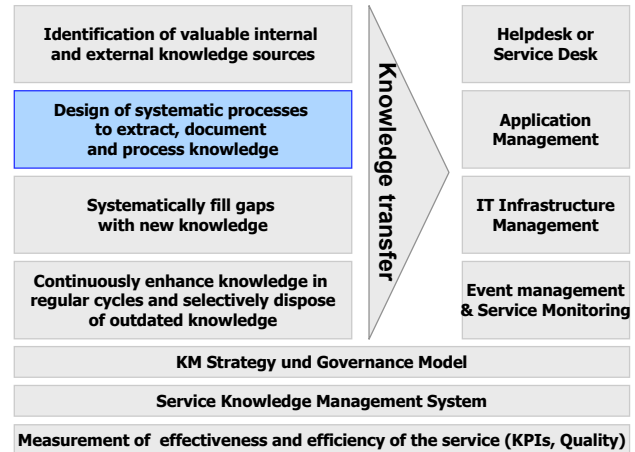 Identification of valuable internal
and external knowledge sources
Design of systematic processes
to extract, document
and process knowledge
Systematically fill gaps
with new knowledge
Continuously enhance knowledge in
regular cycles and selectively dispose
of outdated knowledge
Knowledge transfer
Helpdesk or
Service Desk
Application
Management
IT Infrastructure
Management
Event management
& Service Monitoring
KM Strategy und Governance Model
Service Knowledge Management System
Measurement of effectiveness and efficiency of the service (KPIs, Quality)